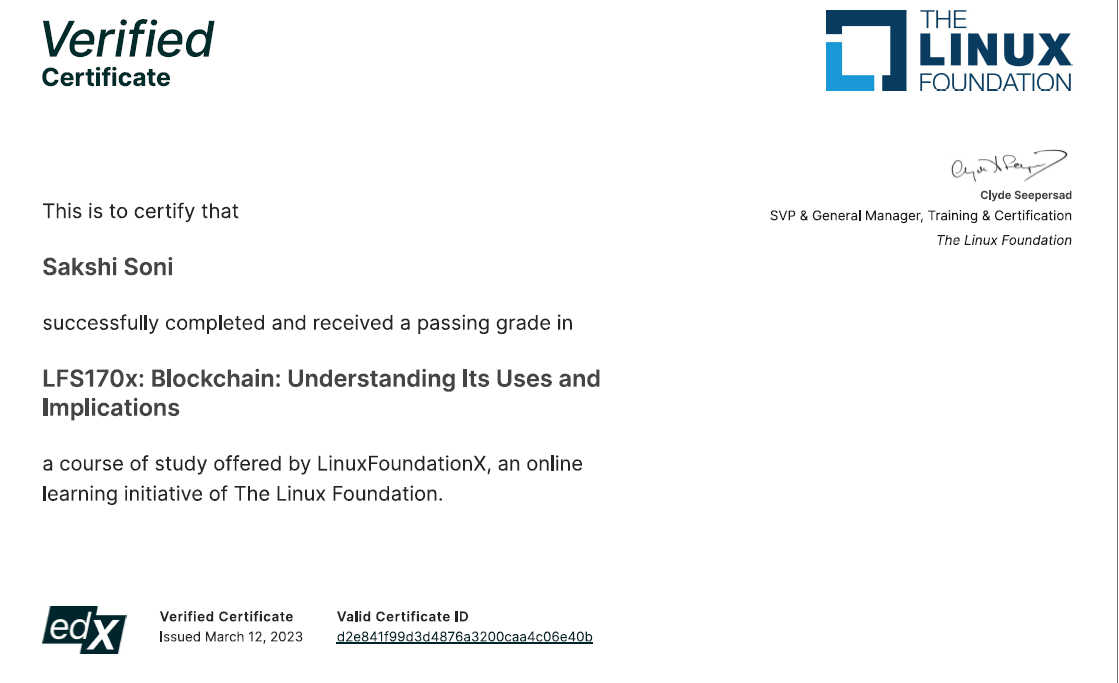 Verified
Certificate
THE
LINUX
FOUNDATION
Clyde Seepersad
SVP & General Manager, Training & Certification
The Linux Foundation
This is to certify that
Sakshi Soni
successfully completed and received a passing grade in
LFS170x: Blockchain: Understanding Its Uses and
Implications
a course of study offered by LinuxFoundationX, an online
learning initiative of The Linux Foundation.
edX
Verified Certificate
Issued March 12, 2023
Valid Certificate ID
d2e841f99d3d4876a3200caa4c06e40b